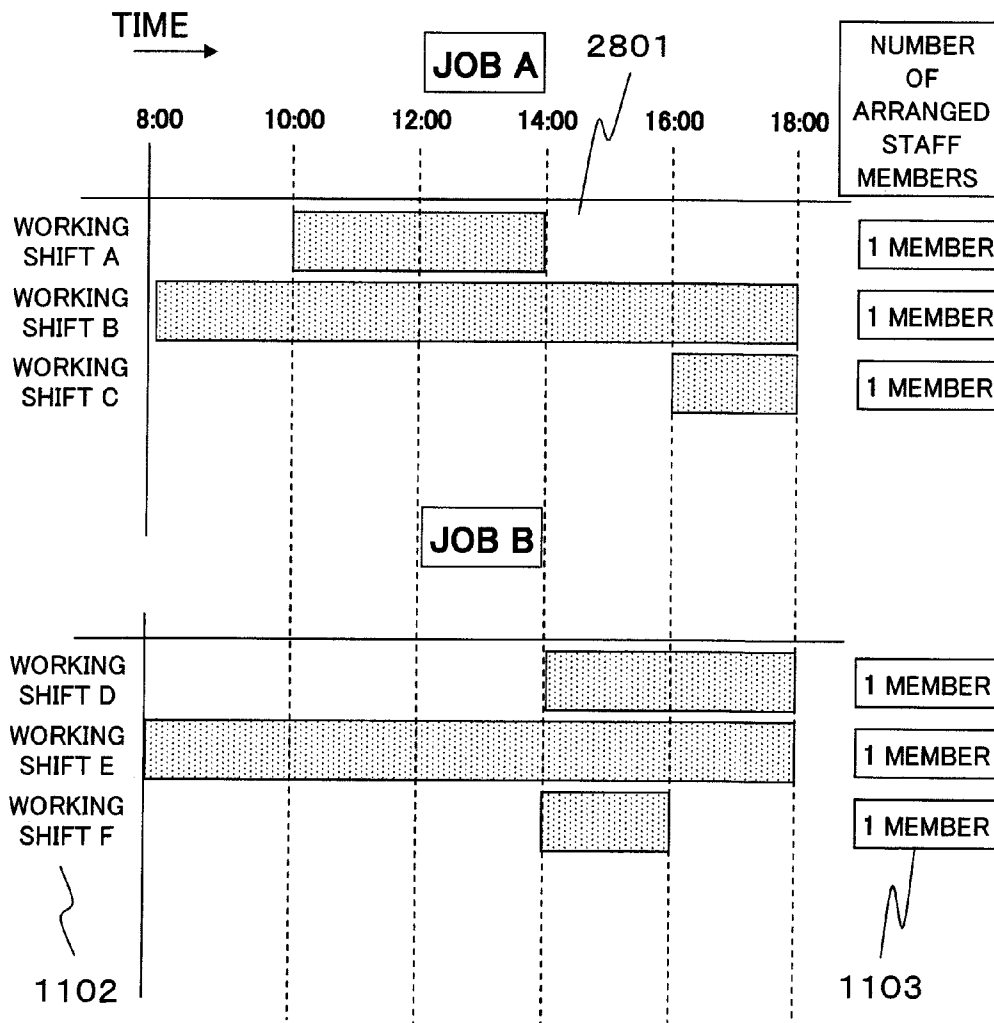 TIME
JOB A
2801
NUMBER
OF
ARRANGED
STAFF
MEMBERS
8:00 10:00 12:00 14:00 16:00 18:00
WORKING
SHIFT A
1 MEMBER
WORKING
SHIFT B
1 MEMBER
WORKING
SHIFT C
1 MEMBER
JOB B
WORKING
SHIFT D
1 MEMBER
WORKING
SHIFT E
1 MEMBER
WORKING
SHIFT F
1 MEMBER
1102
1103